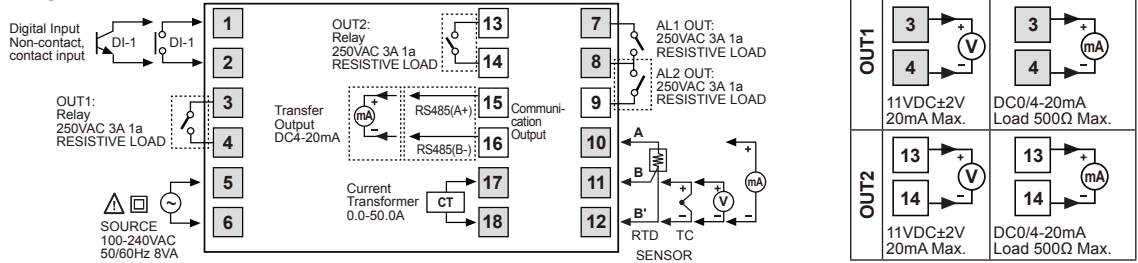 Digital Input
Non-contact,
contact input
DI-1
DI-1
1
2
OUT1:
Relay
250VAC 3A 1a
RESISTIVE LOAD
3
4
5
6
SOURCE
100-240VAC
50/60Hz 8VA
OUT2:
Relay
250VAC 3A 1a
RESISTIVE LOAD
13
14
Transfer
Output
DC4-20mA
mA
+
−
RS485(A+)
RS485(B-)
15
16
Communi-
cation
Output
Current
Transformer
0.0-50.0A
CT
17
18
7
8
9
AL1 OUT:
250VAC 3A 1a
RESISTIVE LOAD
AL2 OUT:
250VAC 3A 1a
RESISTIVE LOAD
10
11
12
A
B
B'
RTD
TC
+
−
+
V
−
+
mA
−
SENSOR
OUT1
3
4
+
V
−
11VDC±2V
20mA Max.
3
4
+
mA
−
DC0/4-20mA
Load 500Ω Max.
OUT2
13
14
+
V
−
11VDC±2V
20mA Max.
13
14
+
mA
−
DC0/4-20mA
Load 500Ω Max.